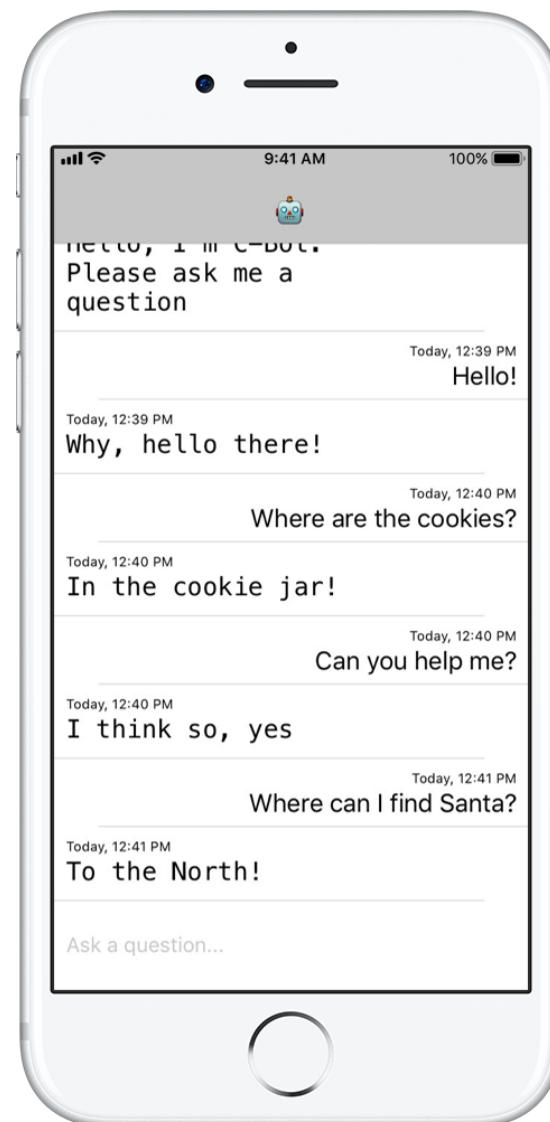 9:41 AM
100%
Hello, I'm C-Bot.
Please ask me a
question
Today, 12:39 PM
Hello!
Today, 12:39 PM
Why, hello there!
Today, 12:40 PM
Where are the cookies?
Today, 12:40 PM
In the cookie jar!
Today, 12:40 PM
Can you help me?
Today, 12:40 PM
I think so, yes
Today, 12:41 PM
Where can I find Santa?
Today, 12:41 PM
To the North!
Ask a question...